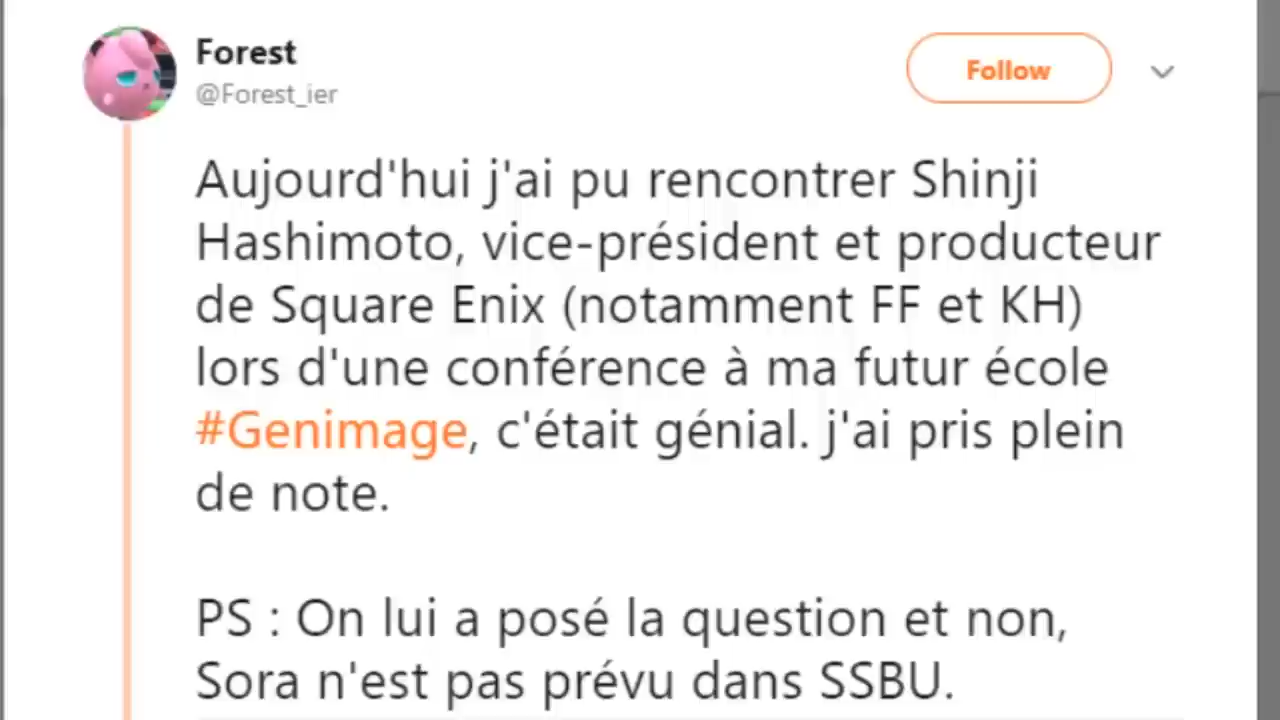 Forest
@Forest_ier
Follow
Aujourd'hui j'ai pu rencontrer Shinji
Hashimoto, vice-président et producteur
de Square Enix (notamment FF et KH)
lors d'une conférence à ma futur école
#Genimage, c'était génial. j'ai pris plein
de note.
PS : On lui a posé la question et non,
Sora n'est pas prévu dans SSBU.